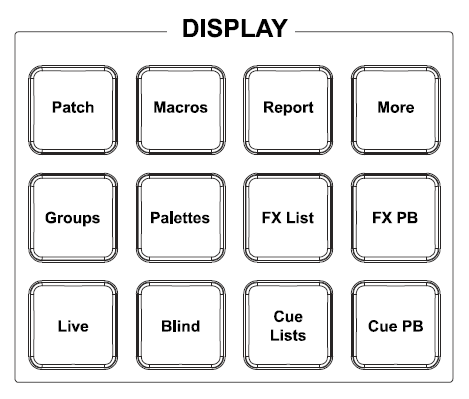 DISPLAY
Patch
Macros
Report
More
Groups
Palettes
FX List
FX PB
Live
Blind
Cue
Lists
Cue PB